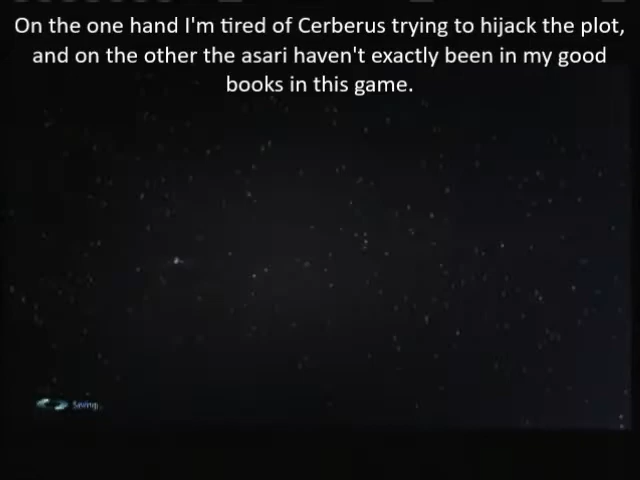 On the one hand I'm tired of Cerberus trying to hijack the plot,
and on the other the asari haven't exactly been in my good
books in this game.
Saving...